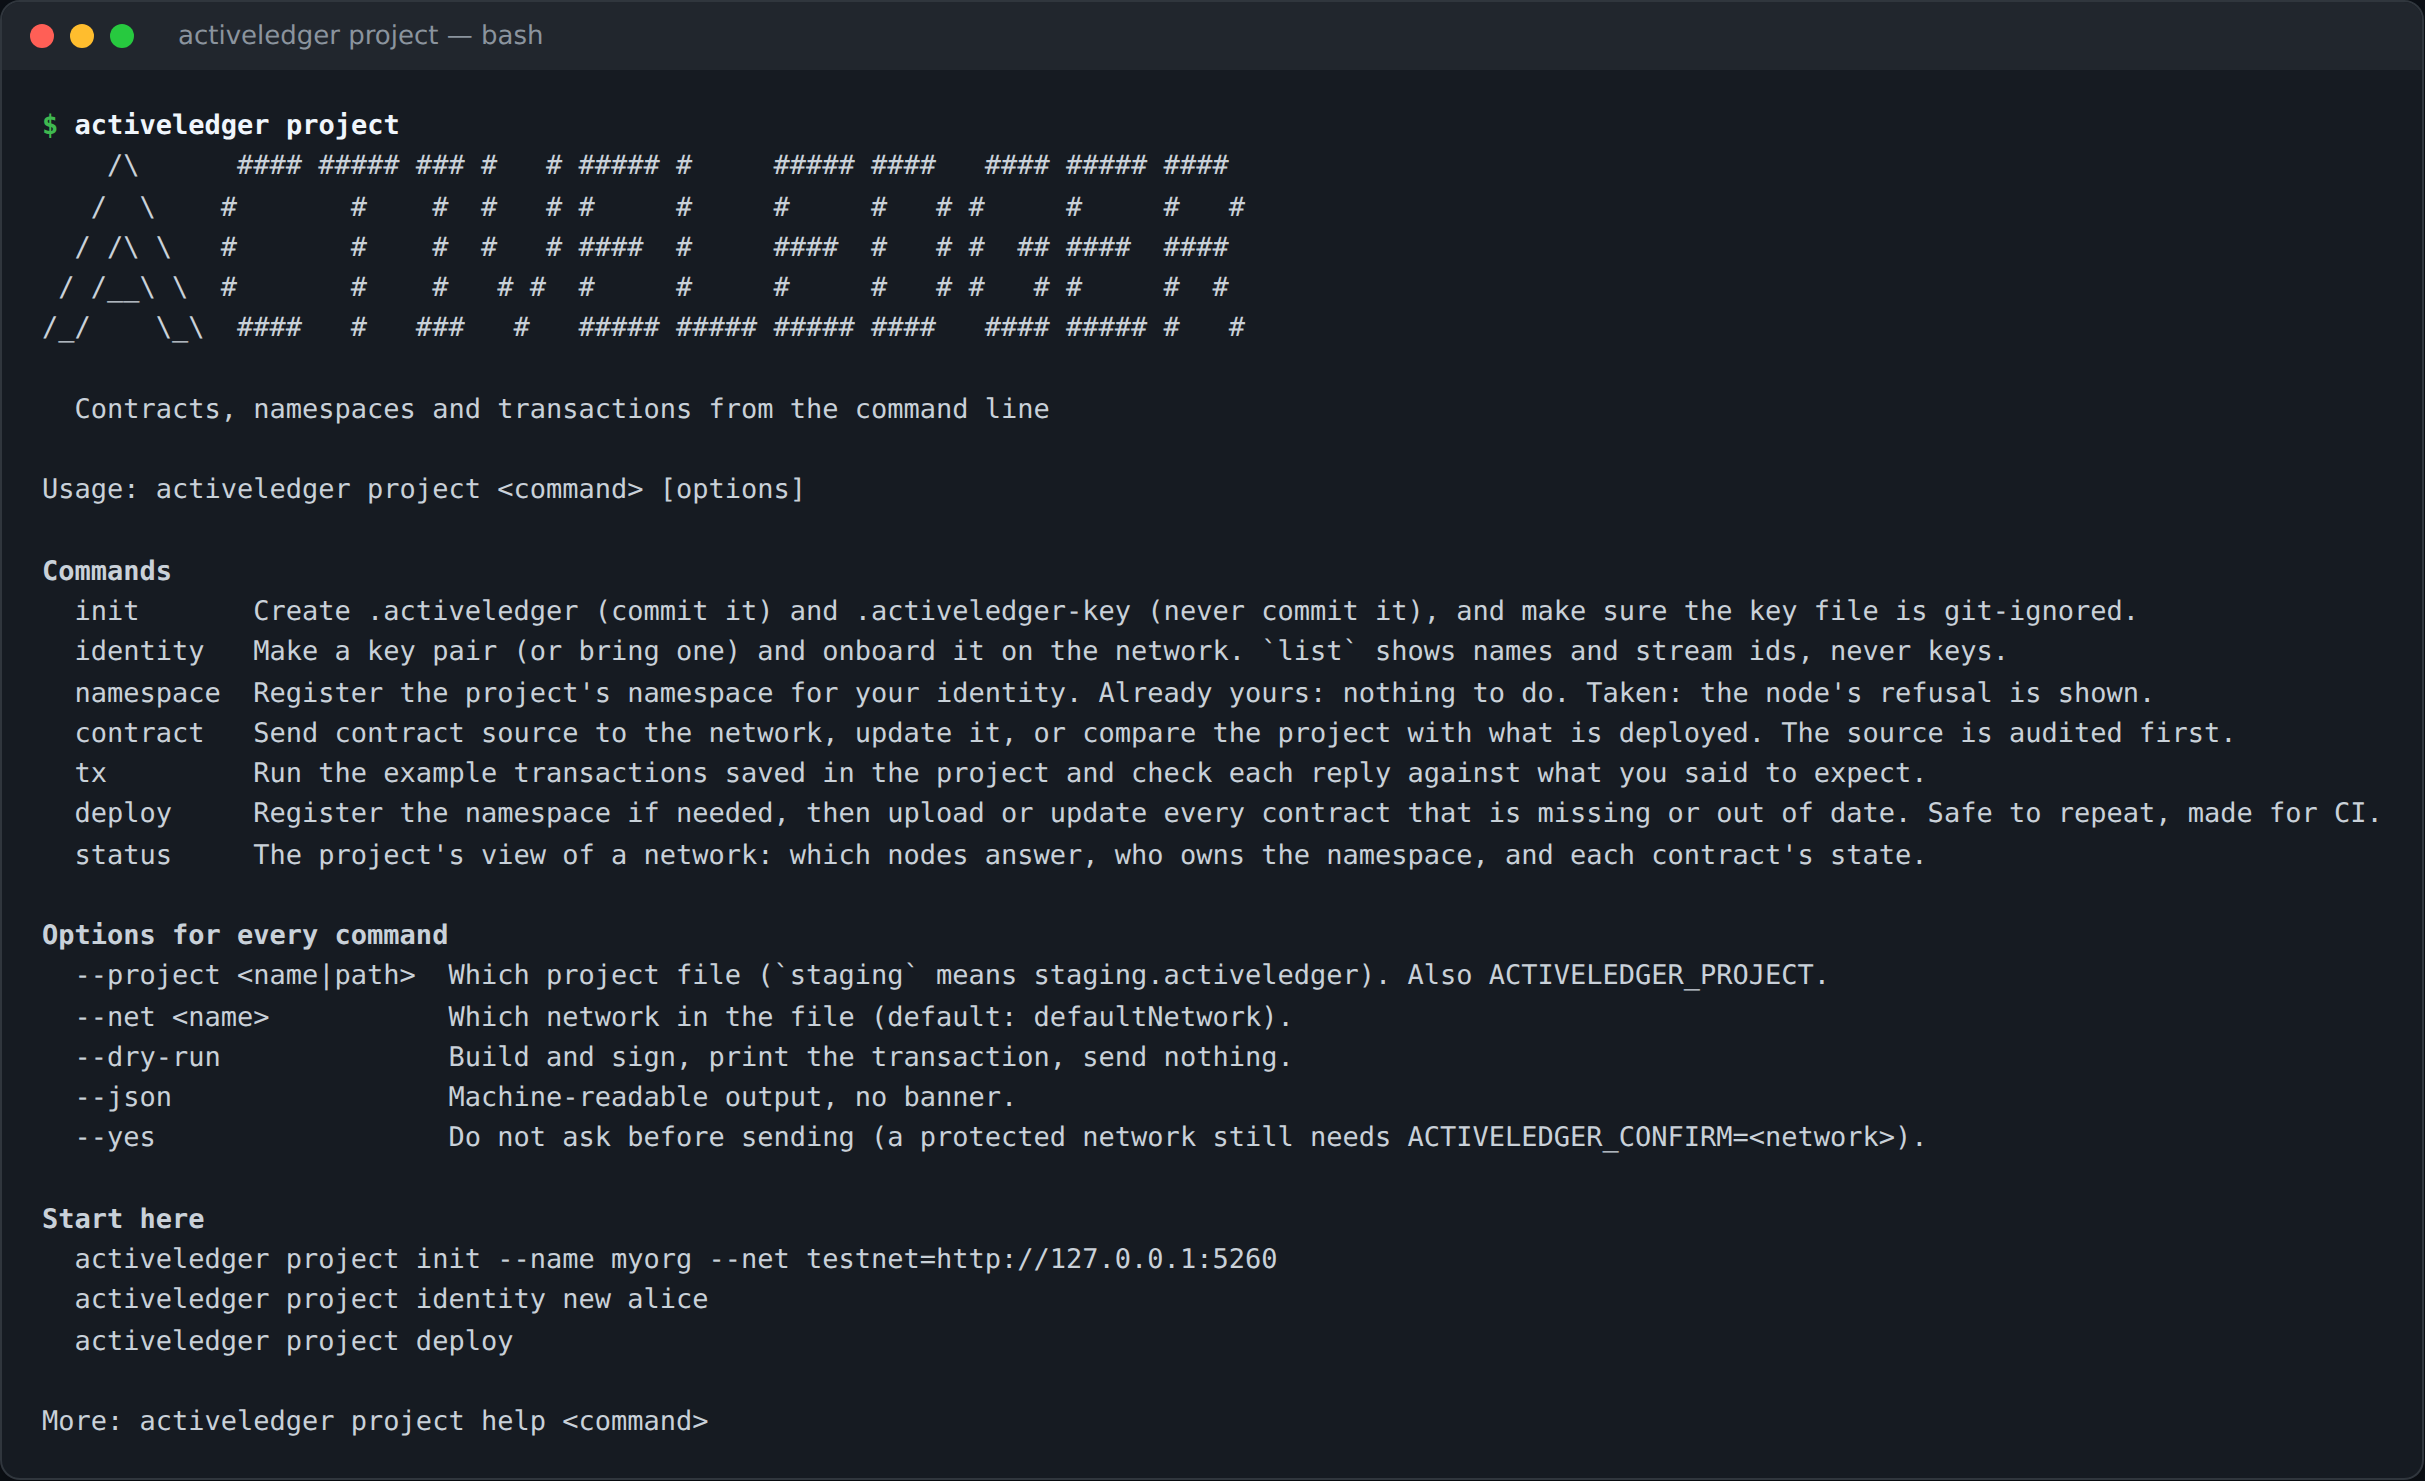 activeledger project — bash
$ activeledger project
    /\      #### ##### ### #   # ##### #     ##### ####   #### ##### ####
   /  \    #       #    #  #   # #     #     #     #   # #     #     #   #
  / /\ \   #       #    #  #   # ####  #     ####  #   # #  ## ####  ####
 / /__\ \  #       #    #   # #  #     #     #     #   # #   # #     #  #
/_/    \_\  ####   #   ###   #   ##### ##### ##### ####   #### ##### #   #
Contracts, namespaces and transactions from the command line
Usage: activeledger project <command> [options]
Commands
init       Create .activeledger (commit it) and .activeledger-key (never commit it), and make sure the key file is git-ignored.
identity   Make a key pair (or bring one) and onboard it on the network. `list` shows names and stream ids, never keys.
namespace  Register the project's namespace for your identity. Already yours: nothing to do. Taken: the node's refusal is shown.
contract   Send contract source to the network, update it, or compare the project with what is deployed. The source is audited first.
tx         Run the example transactions saved in the project and check each reply against what you said to expect.
deploy     Register the namespace if needed, then upload or update every contract that is missing or out of date. Safe to repeat, made for CI.
status     The project's view of a network: which nodes answer, who owns the namespace, and each contract's state.
Options for every command
--project <name|path>  Which project file (`staging` means staging.activeledger). Also ACTIVELEDGER_PROJECT.
--net <name>           Which network in the file (default: defaultNetwork).
--dry-run              Build and sign, print the transaction, send nothing.
--json                 Machine-readable output, no banner.
--yes                  Do not ask before sending (a protected network still needs ACTIVELEDGER_CONFIRM=<network>).
Start here
activeledger project init --name myorg --net testnet=http://127.0.0.1:5260
activeledger project identity new alice
activeledger project deploy
More: activeledger project help <command>